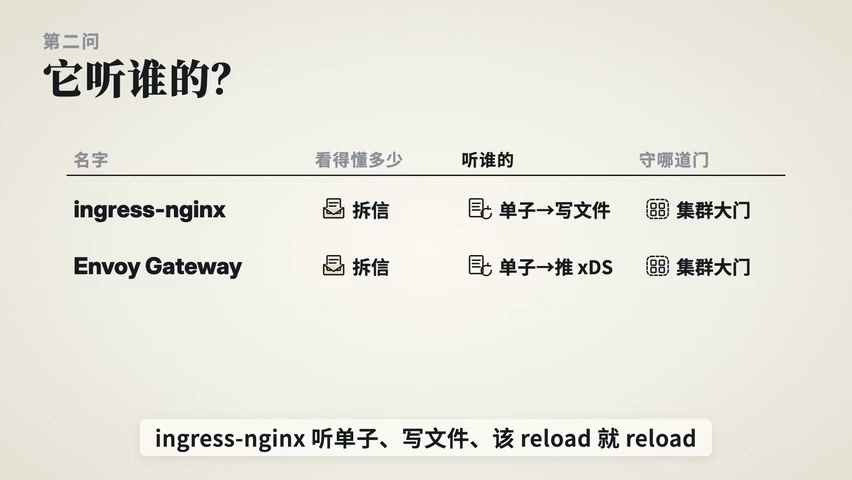 第二问
它听谁的？
名字 看得懂多少 听谁的 守哪道门
ingress-nginx 拆信 单子→写文件 集群大门
Envoy Gateway 拆信 单子→推 xDS 集群大门
ingress-nginx 听单子、写文件、该 reload 就 reload